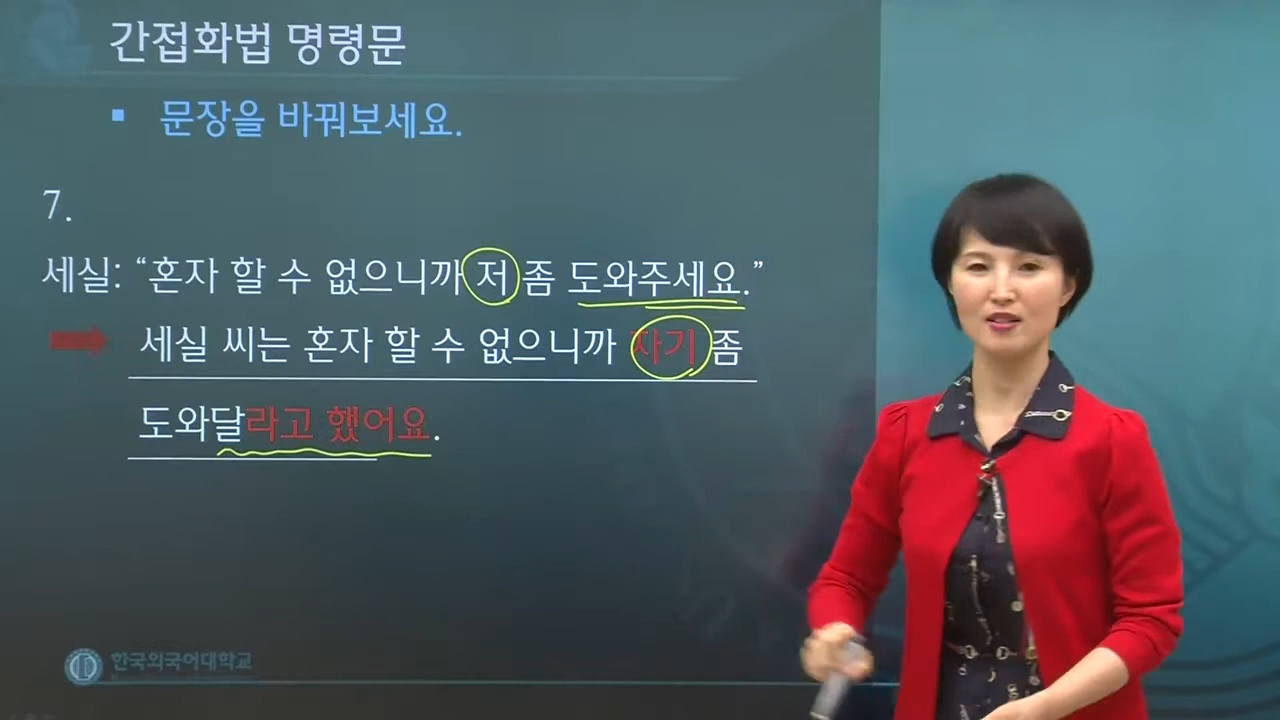 간접화법 명령문
▪ 문장을 바꿔보세요.
7.
세실: “혼자 할 수 없으니까 저 좀 도와주세요.”
세실 씨는 혼자 할 수 없으니까 자기 좀
도와달라고 했어요.
한국외국어대학교